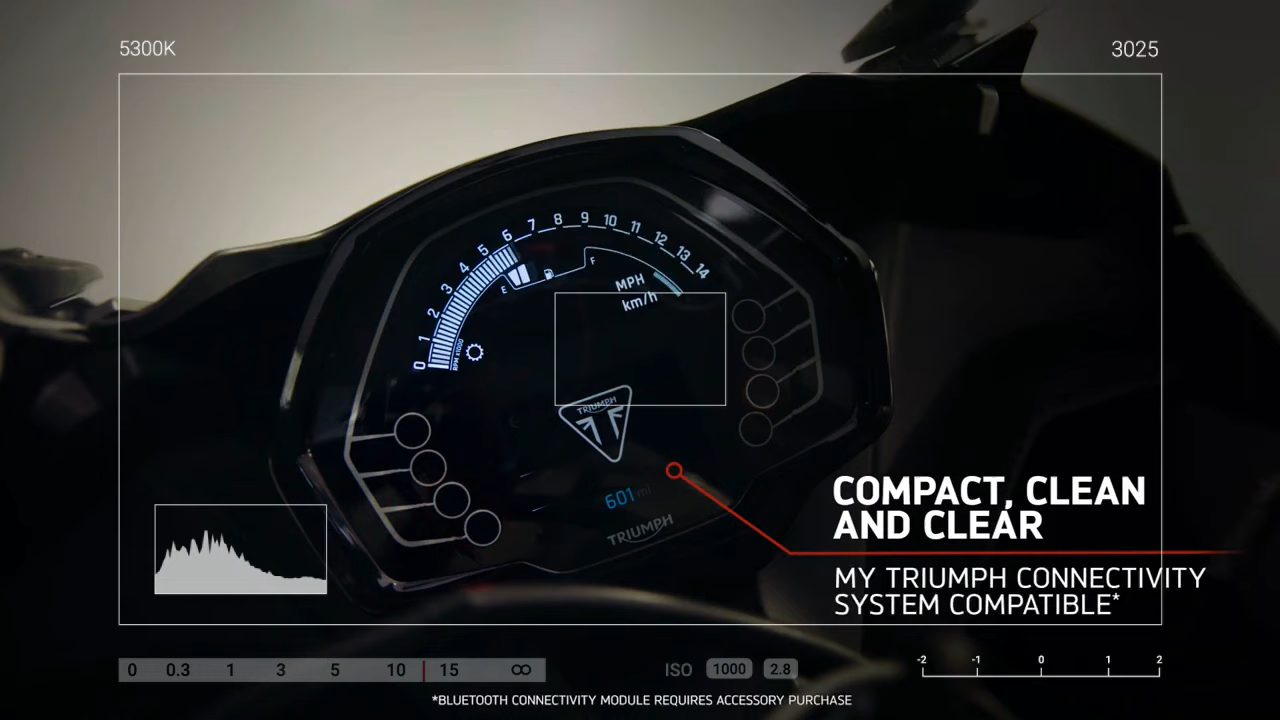 5300K
3025
0 1 2 3 4 5 6 7 8 9 10 11 12 13 14
RPM X1000
E
F
MPH
km/h
TRIUMPH
601 mi
TRIUMPH
COMPACT, CLEAN
AND CLEAR
MY TRIUMPH CONNECTIVITY
SYSTEM COMPATIBLE*
0 0.3 1 3 5 10 15 ∞
ISO 1000 2.8
-2 -1 0 1 2
*BLUETOOTH CONNECTIVITY MODULE REQUIRES ACCESSORY PURCHASE